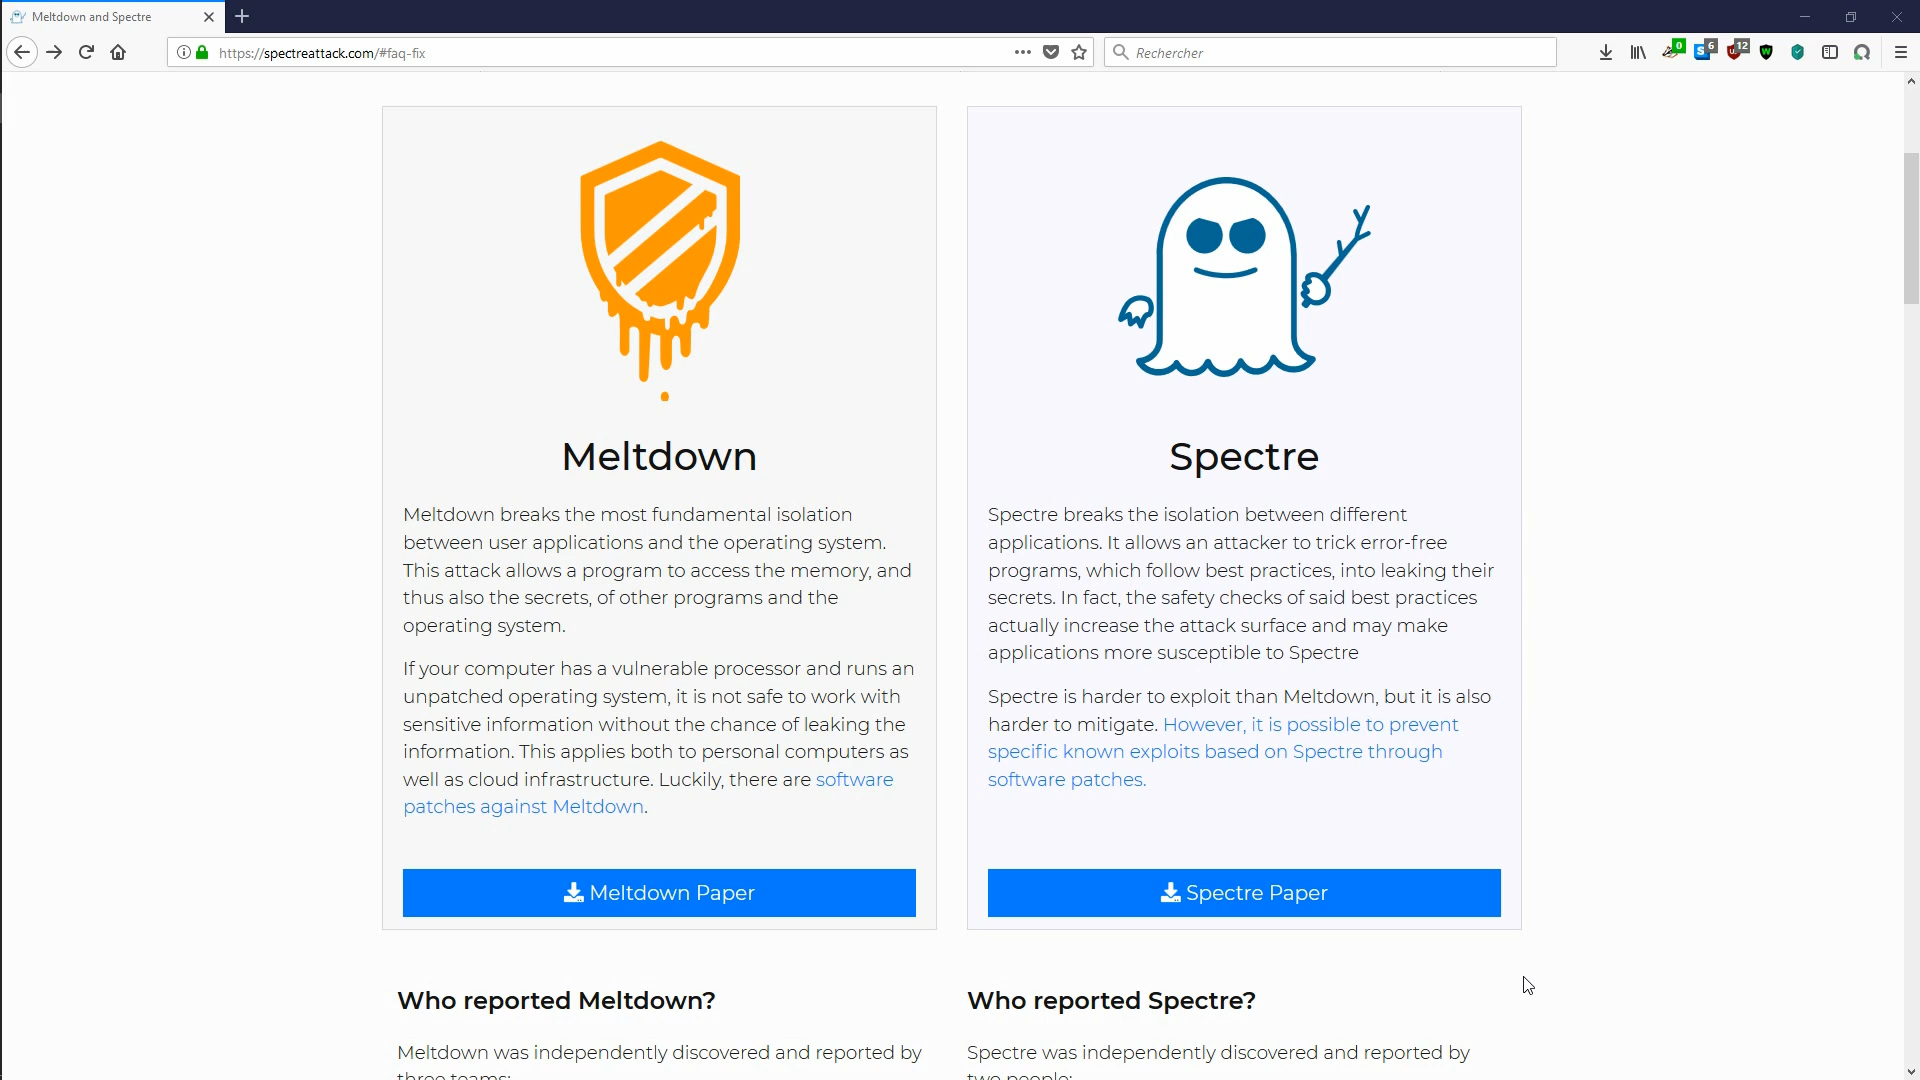 Meltdown and Spectre
https://spectreattack.com/#faq-fix
Rechercher
0
6
12
Meltdown
Meltdown breaks the most fundamental isolation
between user applications and the operating system.
This attack allows a program to access the memory, and
thus also the secrets, of other programs and the
operating system.
If your computer has a vulnerable processor and runs an
unpatched operating system, it is not safe to work with
sensitive information without the chance of leaking the
information. This applies both to personal computers as
well as cloud infrastructure. Luckily, there are software
patches against Meltdown.
Meltdown Paper
Spectre
Spectre breaks the isolation between different
applications. It allows an attacker to trick error-free
programs, which follow best practices, into leaking their
secrets. In fact, the safety checks of said best practices
actually increase the attack surface and may make
applications more susceptible to Spectre
Spectre is harder to exploit than Meltdown, but it is also
harder to mitigate. However, it is possible to prevent
specific known exploits based on Spectre through
software patches.
Spectre Paper
Who reported Meltdown?
Meltdown was independently discovered and reported by
three teams:
Who reported Spectre?
Spectre was independently discovered and reported by
two people: